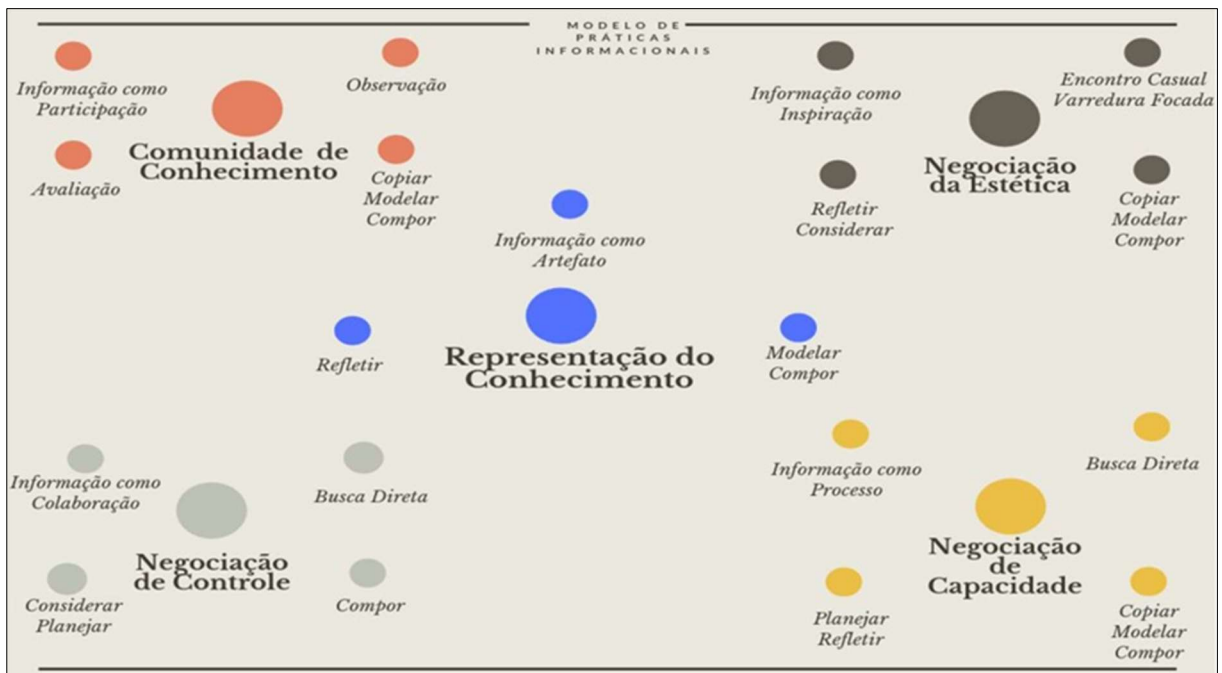 MODELO DE
PRÁTICAS
INFORMACIONAIS
Informação como
Participação
Observação
Comunidade de
Conhecimento
Avaliação
Copiar
Modelar
Compor
Informação como
Inspiração
Encontro Casual
Varredura Focada
Negociação
da Estética
Refletir
Considerar
Copiar
Modelar
Compor
Informação como
Artefato
Refletir
Representação do
Conhecimento
Modelar
Compor
Informação como
Colaboração
Busca Direta
Negociação
de Controle
Considerar
Planejar
Compor
Informação como
Processo
Busca Direta
Negociação
de
Capacidade
Planejar
Refletir
Copiar
Modelar
Compor